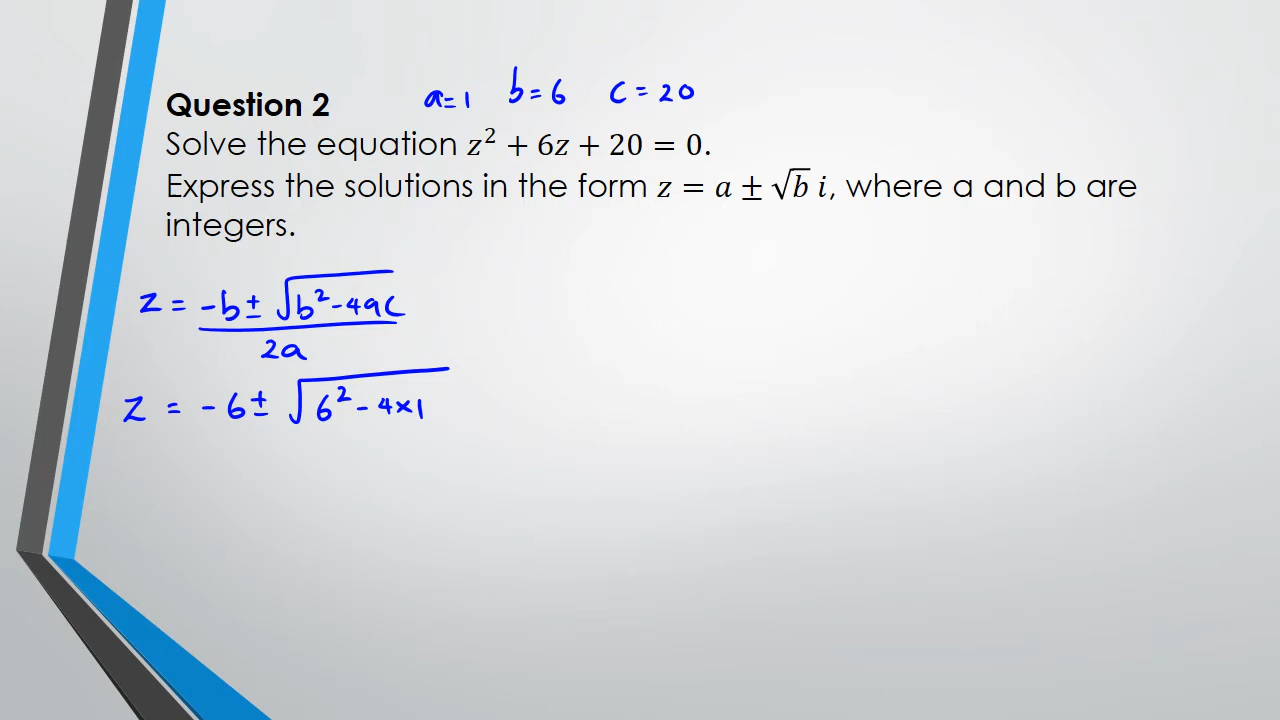 Question 2 a=1 b=6 c=20
Solve the equation z² + 6z + 20 = 0.
Express the solutions in the form z = a ± √b i, where a and b are
integers.
z = -b ± √b² - 4ac
2a
z = -6 ± √6² - 4×1